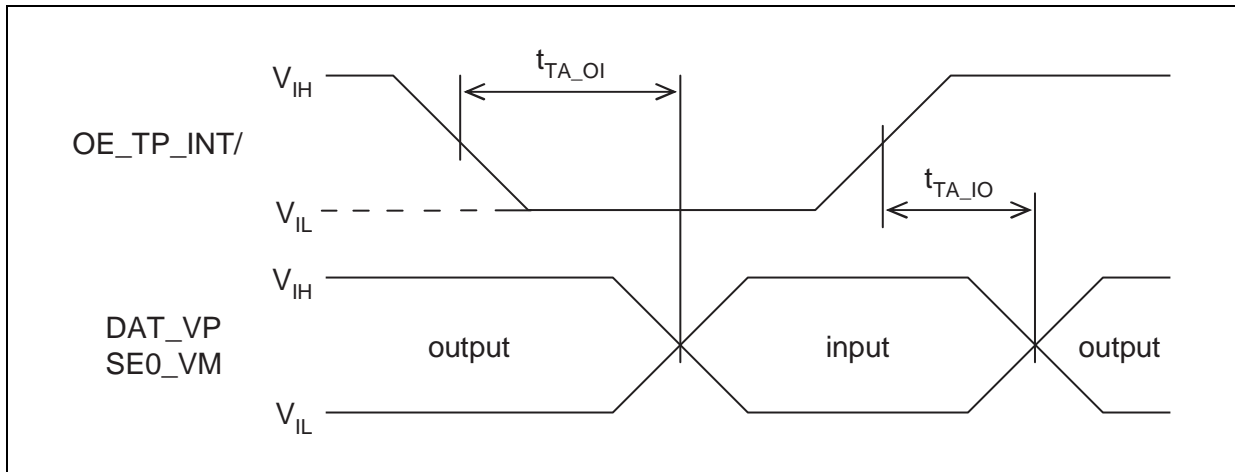 V_IH
t_TA_OI
OE_TP_INT/
t_TA_IO
V_IL
V_IH
DAT_VP
SE0_VM
output
input
output
V_IL